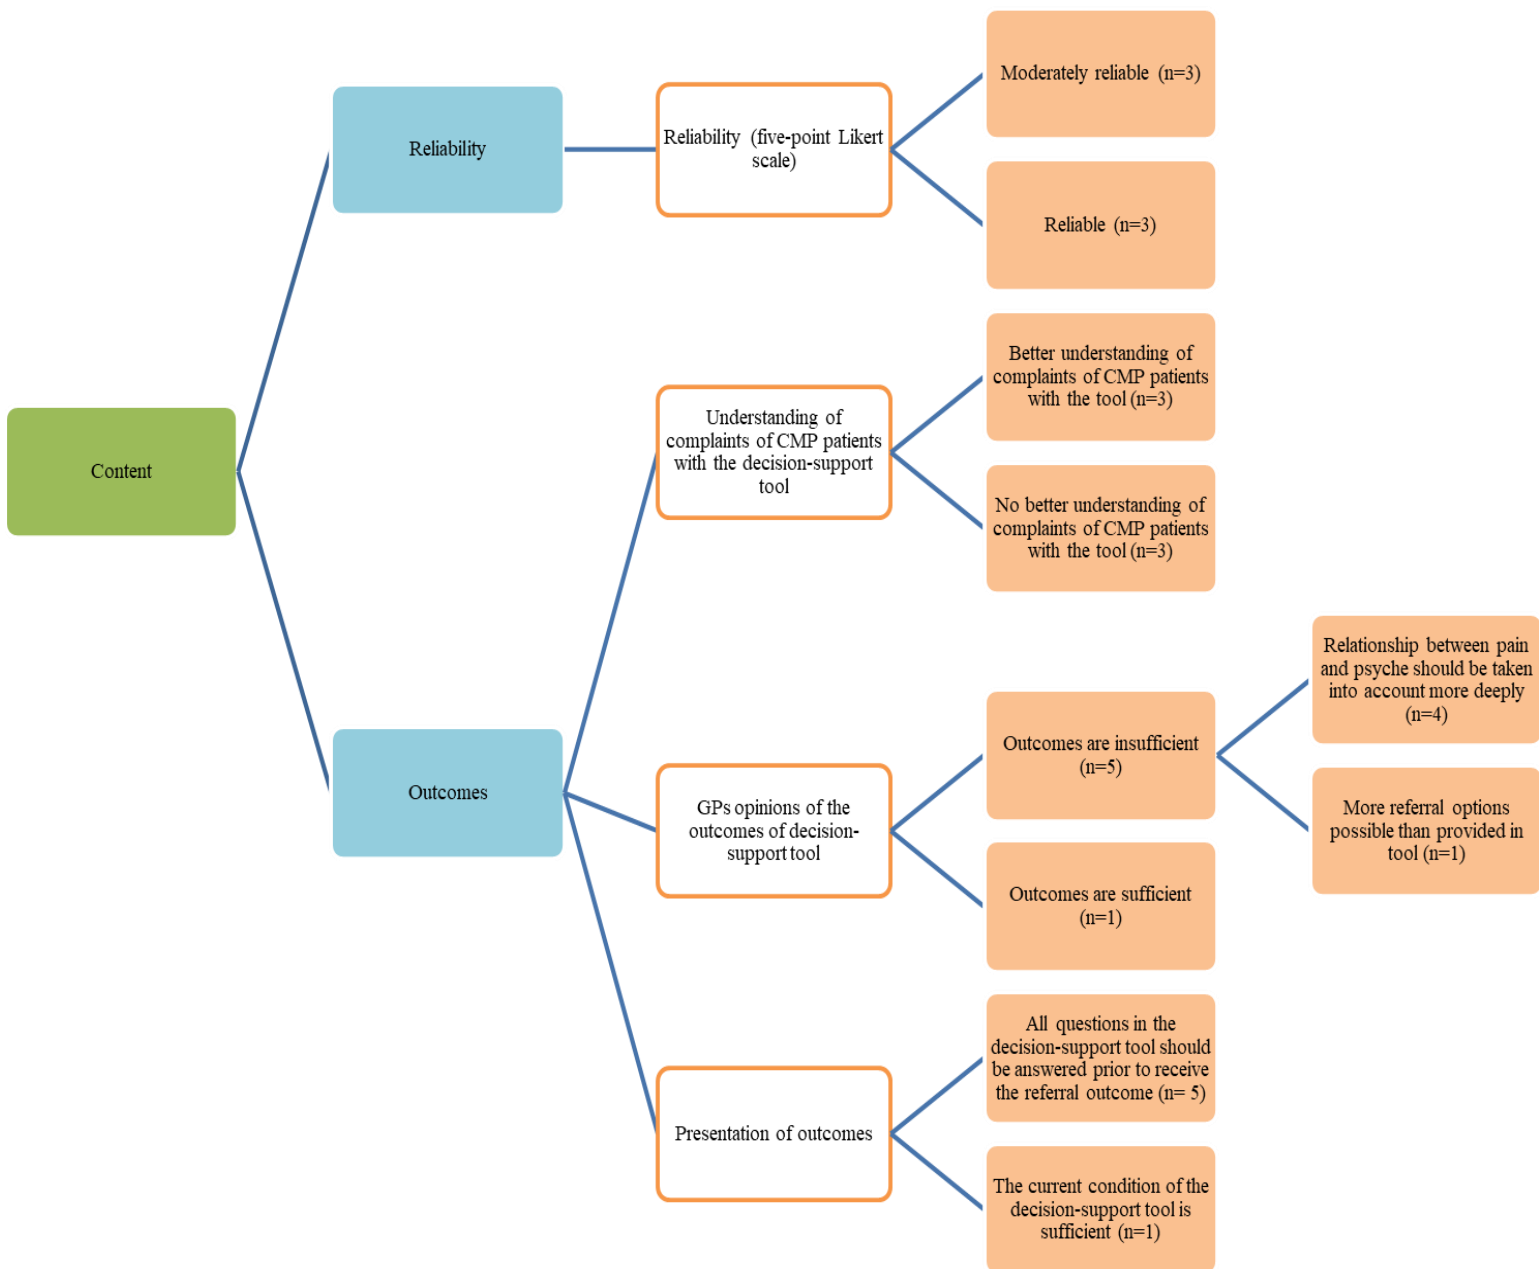 Content
Reliability
Outcomes
Reliability (five-point Likert
scale)
Understanding of
complaints of CMP patients
with the decision-support
tool
GPs opinions of the
outcomes of decision-
support tool
Presentation of outcomes
Moderately reliable (n=3)
Reliable (n=3)
Better understanding of
complaints of CMP patients
with the tool (n=3)
No better understanding of
complaints of CMP patients
with the tool (n=3)
Outcomes are insufficient
(n=5)
Outcomes are sufficient
(n=1)
All questions in the
decision-support tool should
be answered prior to receive
the referral outcome (n= 5)
The current condition of the
decision-support tool is
sufficient (n=1)
Relationship between pain
and psyche should be taken
into account more deeply
(n=4)
More referral options
possible than provided in
tool (n=1)